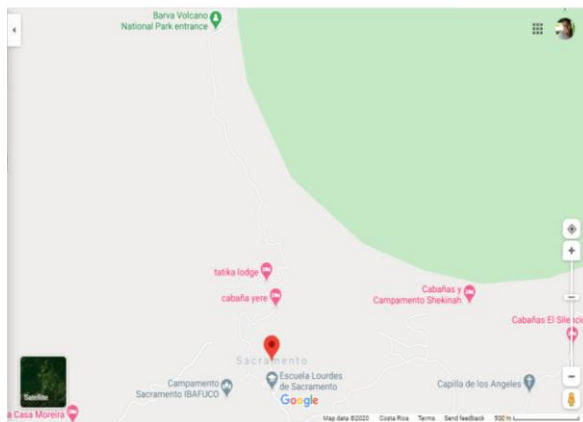 Barva Volcano
National Park entrance
tatika lodge
cabaña yere
Cabañas y
Campamento Shekinah
Cabañas El Silencio
Sacramento
Escuela Lourdes
de Sacramento
Campamento
Sacramento IBAFUCO
Capilla de los Angeles
Satellite
a Casa Moreira
Google
Map data ©2020 Costa Rica Terms Send feedback 500 m